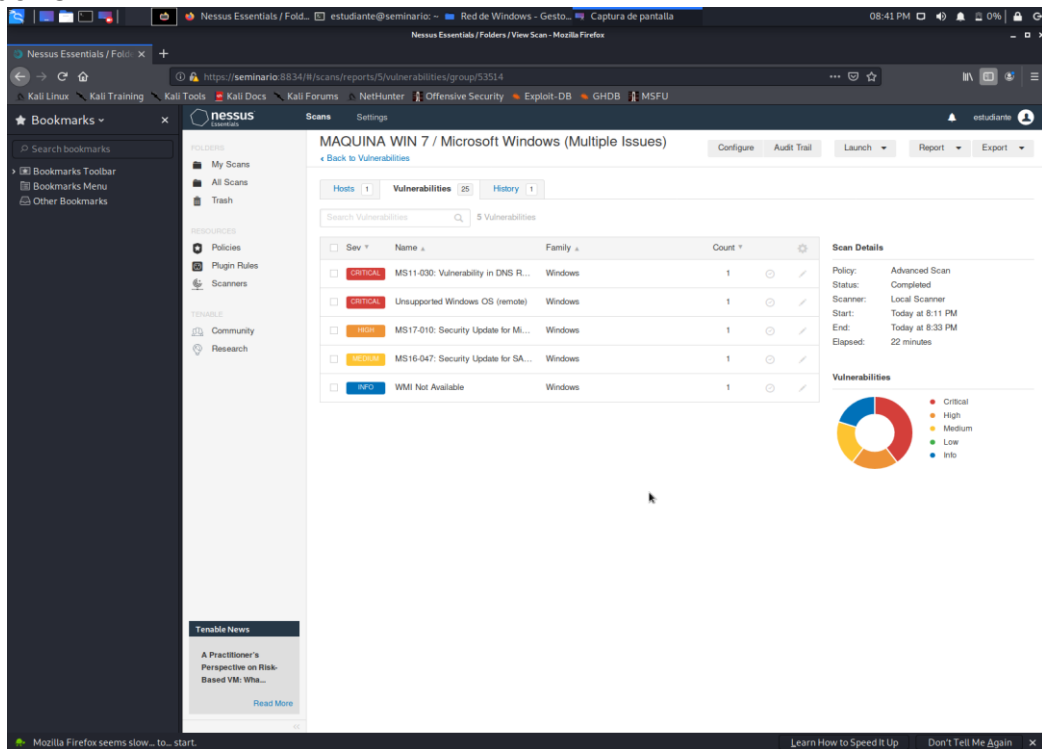 Nessus Essentials / Fold... estudiante@seminario: ~ Red de Windows - Gesto... Captura de pantalla 08:41 PM 0%
Nessus Essentials / Folders / View Scan - Mozilla Firefox
Nessus Essentials / Fold
https://seminario:8834/#/scans/reports/5/vulnerabilities/group/53514
Kali Linux Kali Training Kali Tools Kali Docs Kali Forums NetHunter Offensive Security Exploit-DB GHDB MSFU
Bookmarks
Search bookmarks
Bookmarks Toolbar
Bookmarks Menu
Other Bookmarks
nessus
Essentials
Scans Settings estudiante
FOLDERS
My Scans
All Scans
Trash
RESOURCES
Policies
Plugin Rules
Scanners
TENABLE
Community
Research
Tenable News
A Practitioner's
Perspective on Risk-
Based VM: Wha...
Read More
MAQUINA WIN 7 / Microsoft Windows (Multiple Issues)
Configure Audit Trail Launch Report Export
Back to Vulnerabilities
Hosts 1 Vulnerabilities 25 History 1
Search Vulnerabilities 5 Vulnerabilities
Sev Name Family Count
CRITICAL MS11-030: Vulnerability in DNS R... Windows 1
CRITICAL Unsupported Windows OS (remote) Windows 1
HIGH MS17-010: Security Update for Mi... Windows 1
MEDIUM MS16-047: Security Update for SA... Windows 1
INFO WMI Not Available Windows 1
Scan Details
Policy: Advanced Scan
Status: Completed
Scanner: Local Scanner
Start: Today at 8:11 PM
End: Today at 8:33 PM
Elapsed: 22 minutes
Vulnerabilities
Critical
High
Medium
Low
Info
Mozilla Firefox seems slow... to... start. Learn How to Speed It Up Don't Tell Me Again